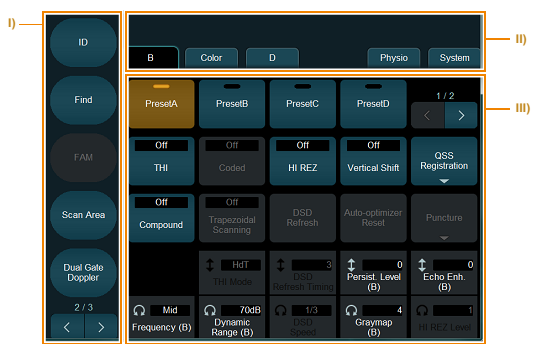 I)
ID
Find
FAM
Scan Area
Dual Gate
Doppler
2 / 3
II)
B
Color
D
Physio
System
III)
PresetA
PresetB
PresetC
PresetD
1 / 2
Off
THI
Off
Coded
Off
HI REZ
Off
Vertical Shift
QSS
Registration
Off
Compound
Off
Trapezoidal
Scanning
DSD
Refresh
Auto-optimizer
Reset
Puncture
HdT
THI Mode
3
DSD
Refresh Timing
0
Persist. Level
(B)
0
Echo Enh.
(B)
Mid
Frequency (B)
70dB
Dynamic
Range (B)
1/3
DSD
Speed
4
Graymap (B)
1
HI REZ Level